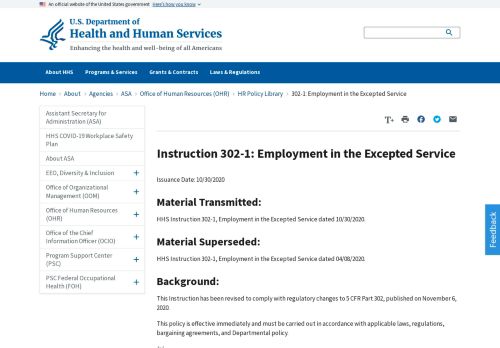 An official website of the United States government Here's how you know
U.S. Department of
Health and Human Services
Enhancing the health and well-being of all Americans
About HHS Programs & Services Grants & Contracts Laws & Regulations
Home › About › Agencies › ASA › Office of Human Resources (OHR) › HR Policy Library › 302-1: Employment in the Excepted Service
Assistant Secretary for
Administration (ASA)
HHS COVID-19 Workplace Safety
Plan
About ASA
EEO, Diversity & Inclusion +
Office of Organizational
Management (OOM) +
Office of Human Resources
(OHR) +
Office of the Chief
Information Officer (OCIO) +
Program Support Center
(PSC) +
PSC Federal Occupational
Health (FOH) +
T+
Instruction 302-1: Employment in the Excepted Service
Issuance Date: 10/30/2020
Material Transmitted:
HHS Instruction 302-1, Employment in the Excepted Service dated 10/30/2020.
Material Superseded:
HHS Instruction 302-1, Employment in the Excepted Service dated 04/08/2020.
Background:
This Instruction has been revised to comply with regulatory changes to 5 CFR Part 302, published on November 6,
2020.
This policy is effective immediately and must be carried out in accordance with applicable laws, regulations,
bargaining agreements, and Departmental policy.
Feedback